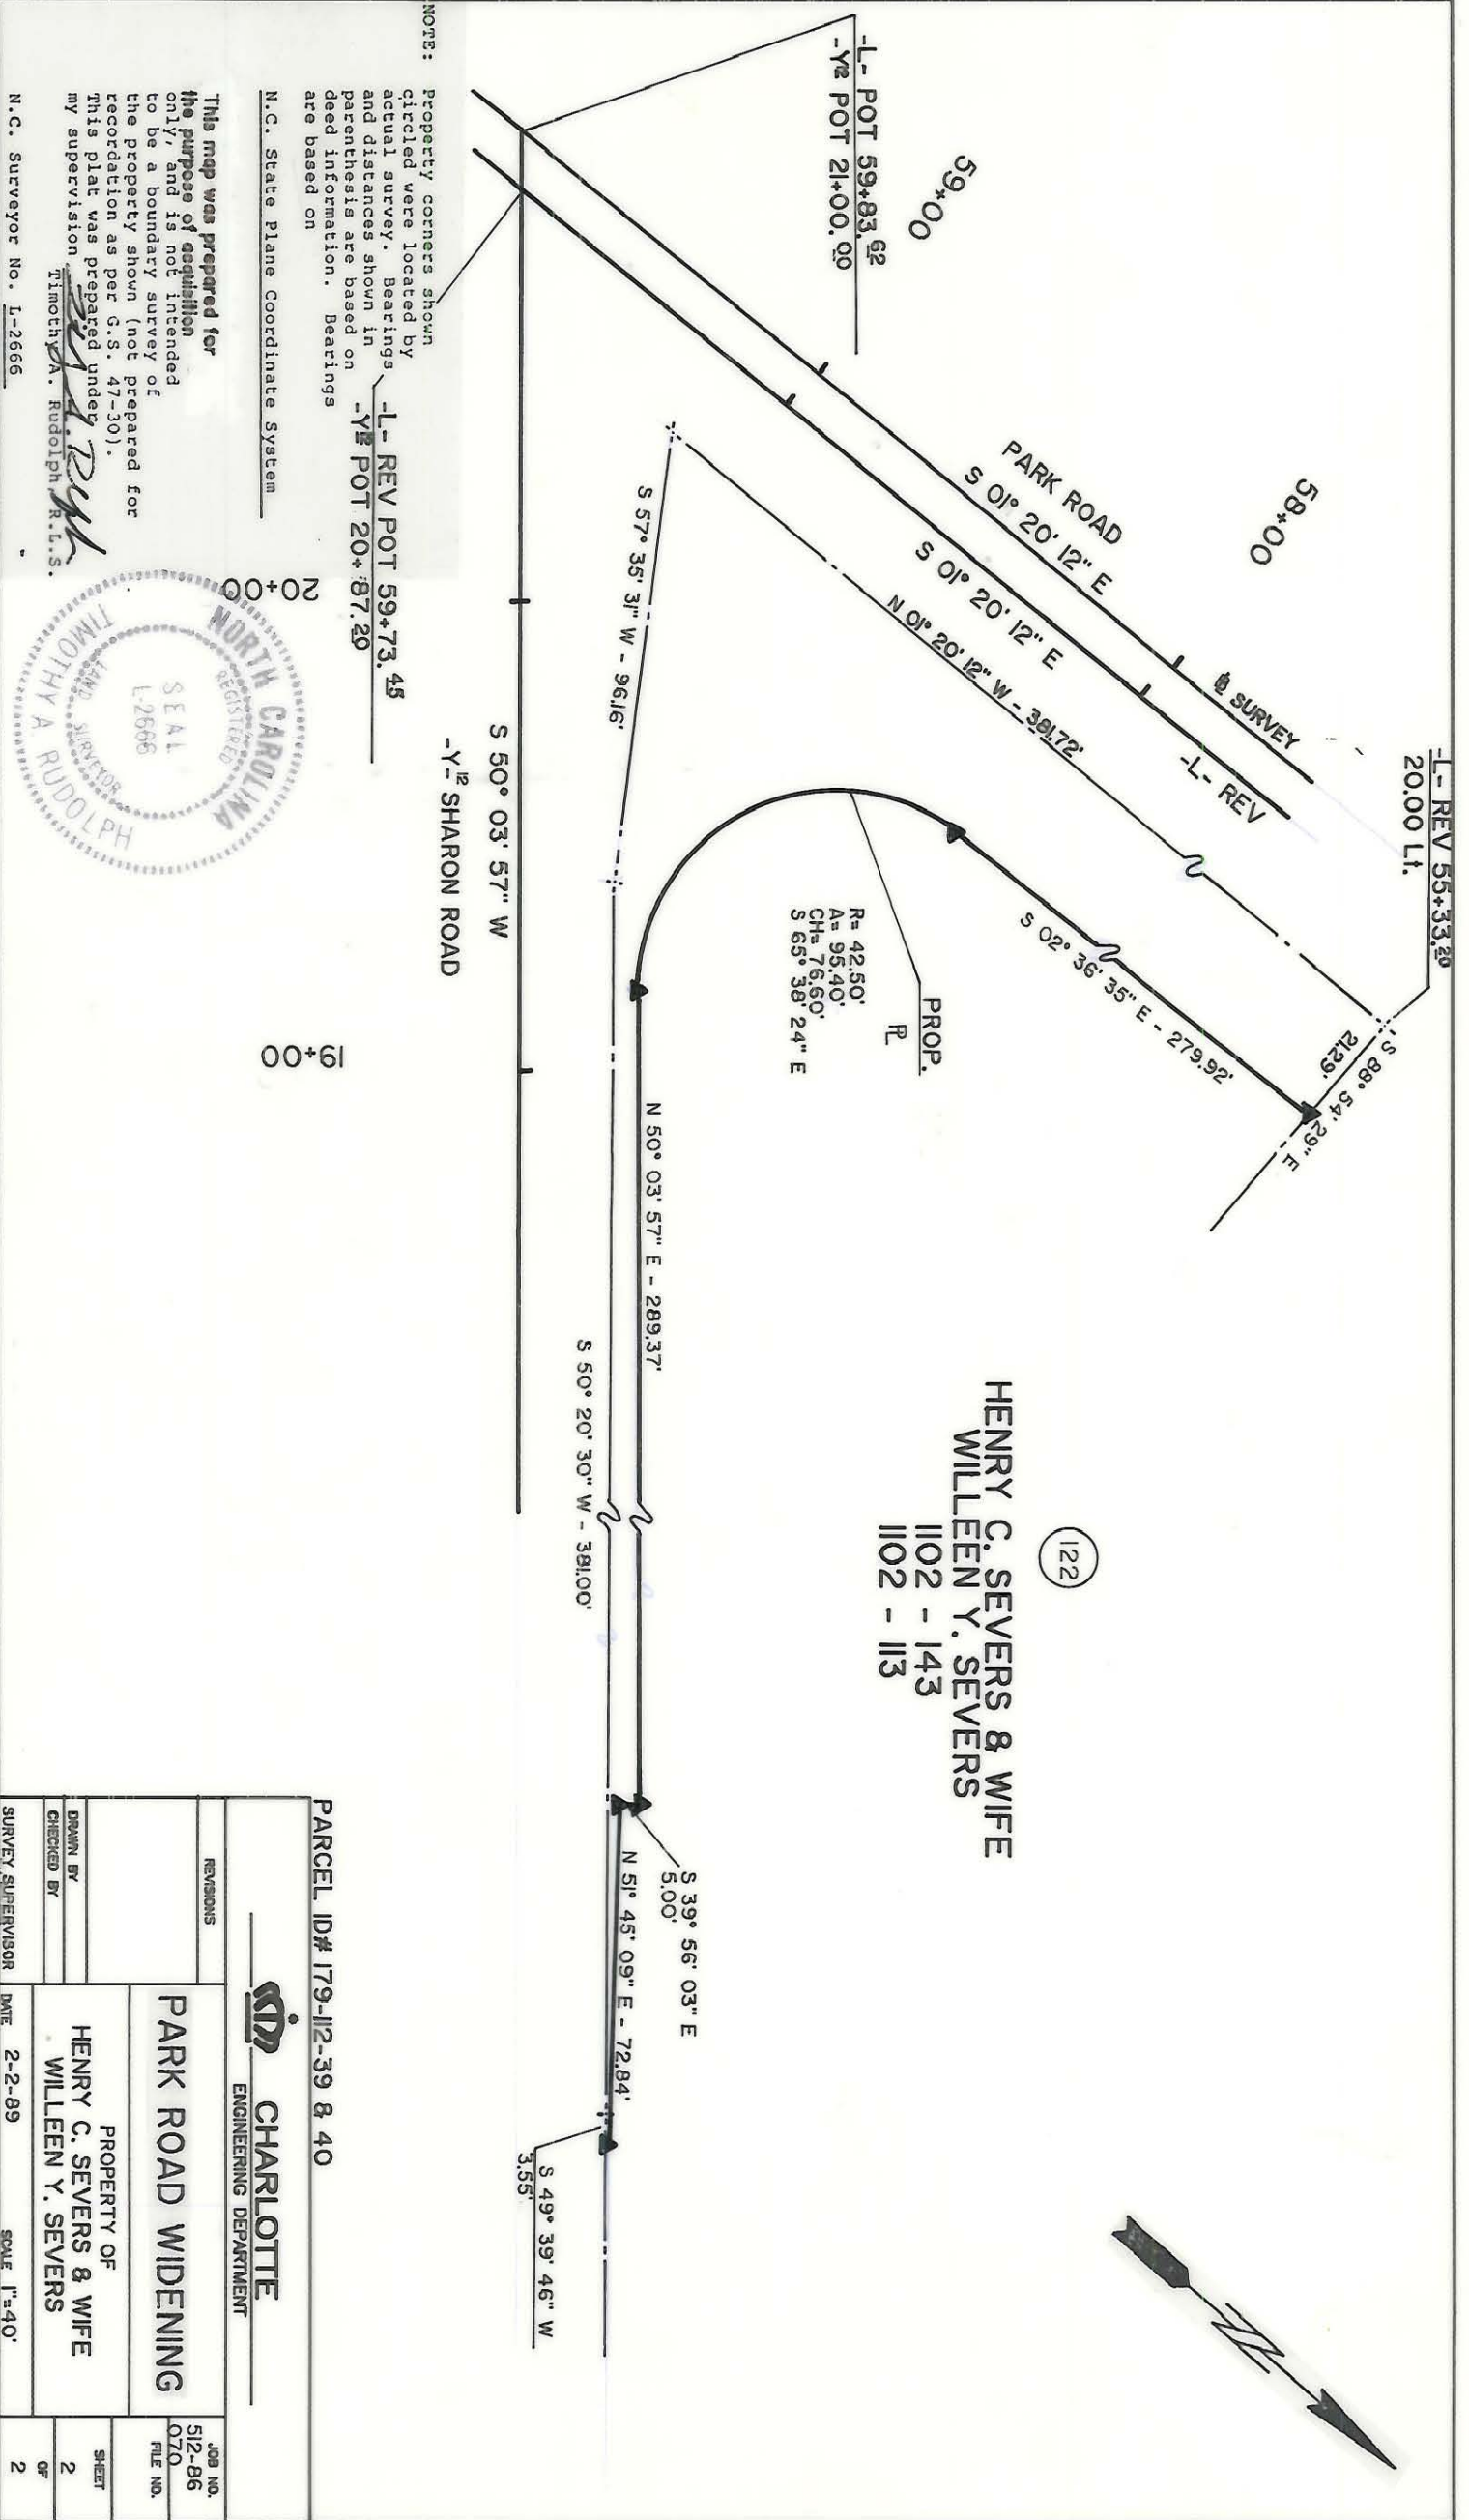 -L- POT 59+83.62
-Y12 POT 21+00.00
59+00
58+00
PARK ROAD
S 01° 20' 12" E
S 01° 20' 12" E
N 01° 20' 12" W - 381.72'
SURVEY
-L- REV
-L- REV 55+33.20
20.00 Lt.
S 88° 54' 29" E
21.29'
S 02° 36' 35" E - 279.92'
S 57° 35' 31" W - 96.16'
PROP.
PL
R= 42.50'
A= 95.40'
CH= 76.60'
S 65° 38' 24" E
N 50° 03' 57" E - 289.37'
S 50° 20' 30" W - 381.00'
S 50° 03' 57" W
-Y-12 SHARON ROAD
20+00
19+00
-L- REV POT 59+73.45
-Y12 POT 20+87.20
122
HENRY C. SEVERS & WIFE
WILLEEN Y. SEVERS
1102 - 143
1102 - 113
S 39° 56' 03" E
5.00'
N 51° 45' 09" E - 72.84'
S 49° 39' 46" W
3.55'
NOTE: Property corners shown
circled were located by
actual survey. Bearings
and distances shown in
parenthesis are based on
deed information. Bearings
are based on
N.C. State Plane Coordinate System
This map was prepared for
the purpose of acquisition
only, and is not intended
to be a boundary survey of
the property shown (not prepared for
recordation as per G.S. 47-30).
This plat was prepared under
my supervision
Timothy A. Rudolph, R.L.S.
N.C. Surveyor No. L-2666
NORTH CAROLINA
REGISTERED
SEAL
L-2666
LAND SURVEYOR
TIMOTHY A RUDOLPH
PARCEL ID# 179-112-39 & 40
CHARLOTTE
ENGINEERING DEPARTMENT
REVISIONS
PARK ROAD WIDENING
JOB NO.
512-86
070
FILE NO.
PROPERTY OF
HENRY C. SEVERS & WIFE
WILLEEN Y. SEVERS
SHEET
2
OF
2
DRAWN BY
CHECKED BY
SURVEY SUPERVISOR
DATE 2-2-89
SCALE 1"=40'